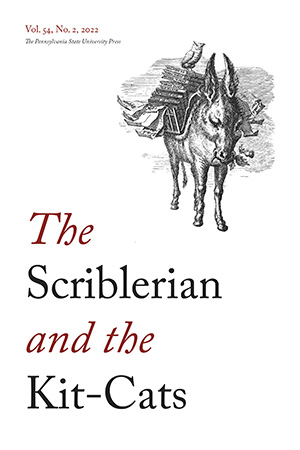 Vol. 54, No. 2, 2022
The Pennsylvania State University Press
The
Scriblerian
and the
Kit-Cats